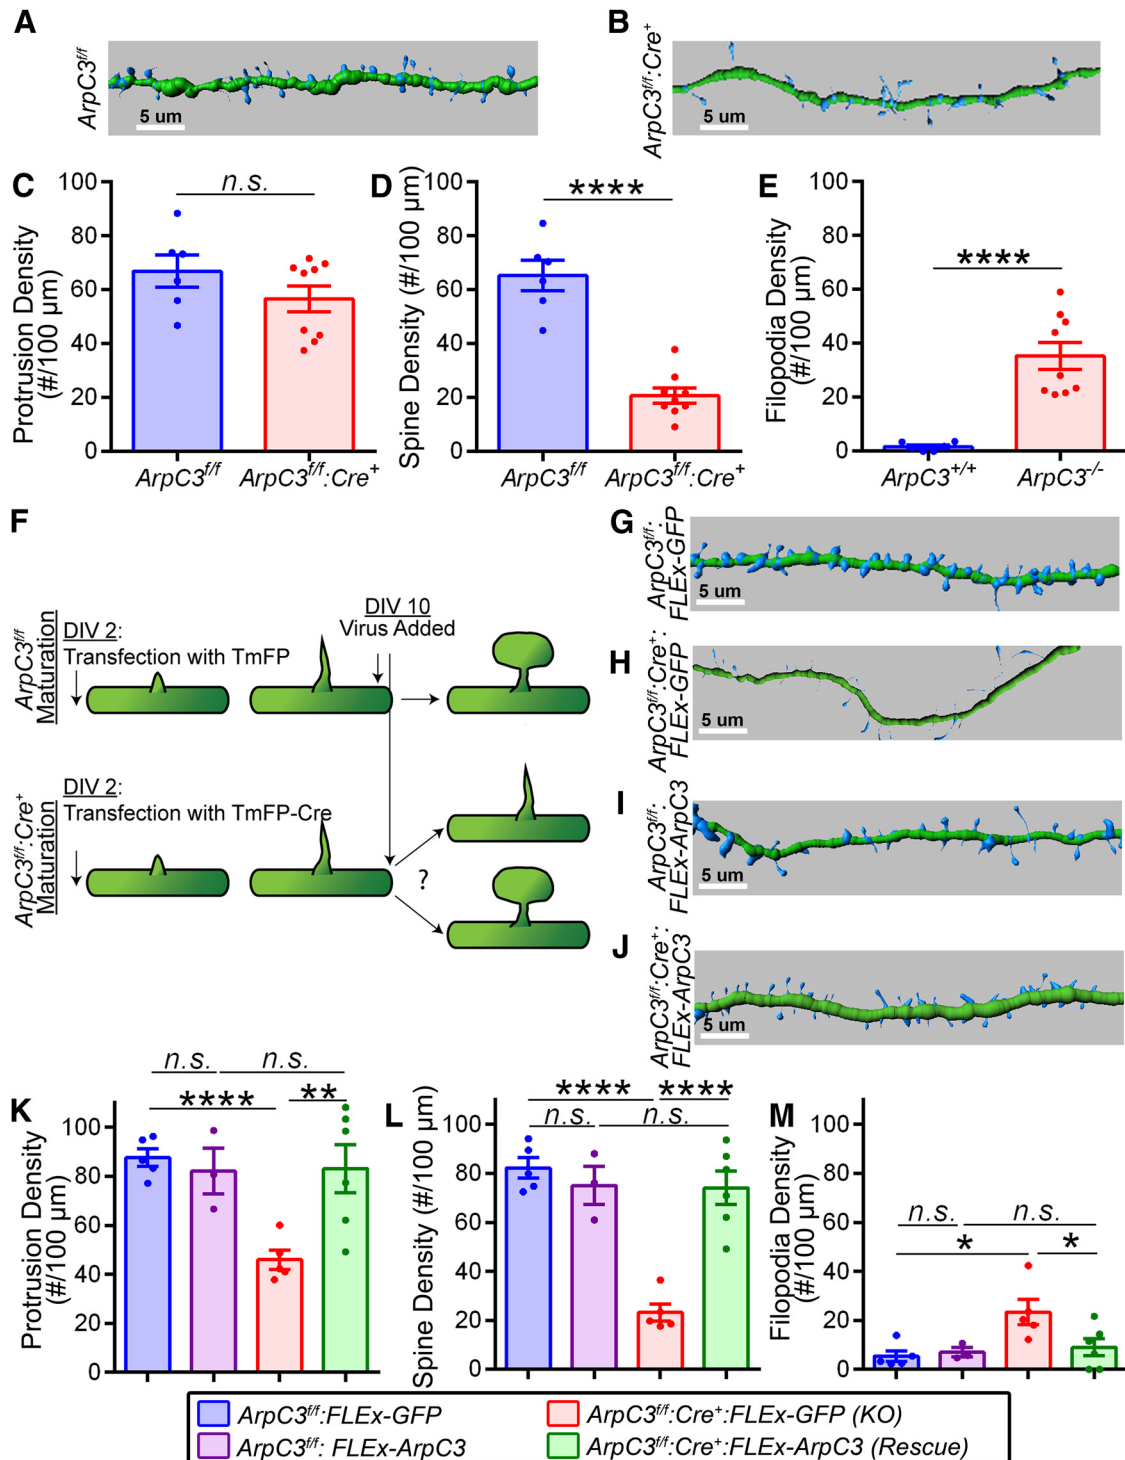 A
ArpC3f/f
5 um
B
ArpC3f/f:Cre+
5 um
C
Protrusion Density
(#/100 µm)
100
80
60
40
20
0
n.s.
ArpC3f/f
ArpC3f/f:Cre+
D
Spine Density (#/100 µm)
100
80
60
40
20
0
****
ArpC3f/f
ArpC3f/f:Cre+
E
Filopodia Density
(#/100 µm)
100
80
60
40
20
0
****
ArpC3+/+
ArpC3-/-
F
ArpC3f/f
Maturation
DIV 2:
Transfection with TmFP
DIV 10
Virus Added
ArpC3f/f:Cre+
Maturation
DIV 2:
Transfection with TmFP-Cre
?
G
ArpC3f/f:
FLEx-GFP
5 um
H
ArpC3f/f:Cre+:
FLEx-GFP
5 um
I
ArpC3f/f:
FLEx-ArpC3
5 um
J
ArpC3f/f:Cre+:
FLEx-ArpC3
5 um
K
Protrusion Density
(#/100 µm)
100
80
60
40
20
0
n.s.
n.s.
****
**
L
Spine Density (#/100 µm)
100
80
60
40
20
0
****
****
n.s.
n.s.
M
Filopodia Density
(#/100 µm)
100
80
60
40
20
0
n.s.
n.s.
*
*
ArpC3f/f:FLEx-GFP
ArpC3f/f: FLEx-ArpC3
ArpC3f/f:Cre+:FLEx-GFP (KO)
ArpC3f/f:Cre+:FLEx-ArpC3 (Rescue)